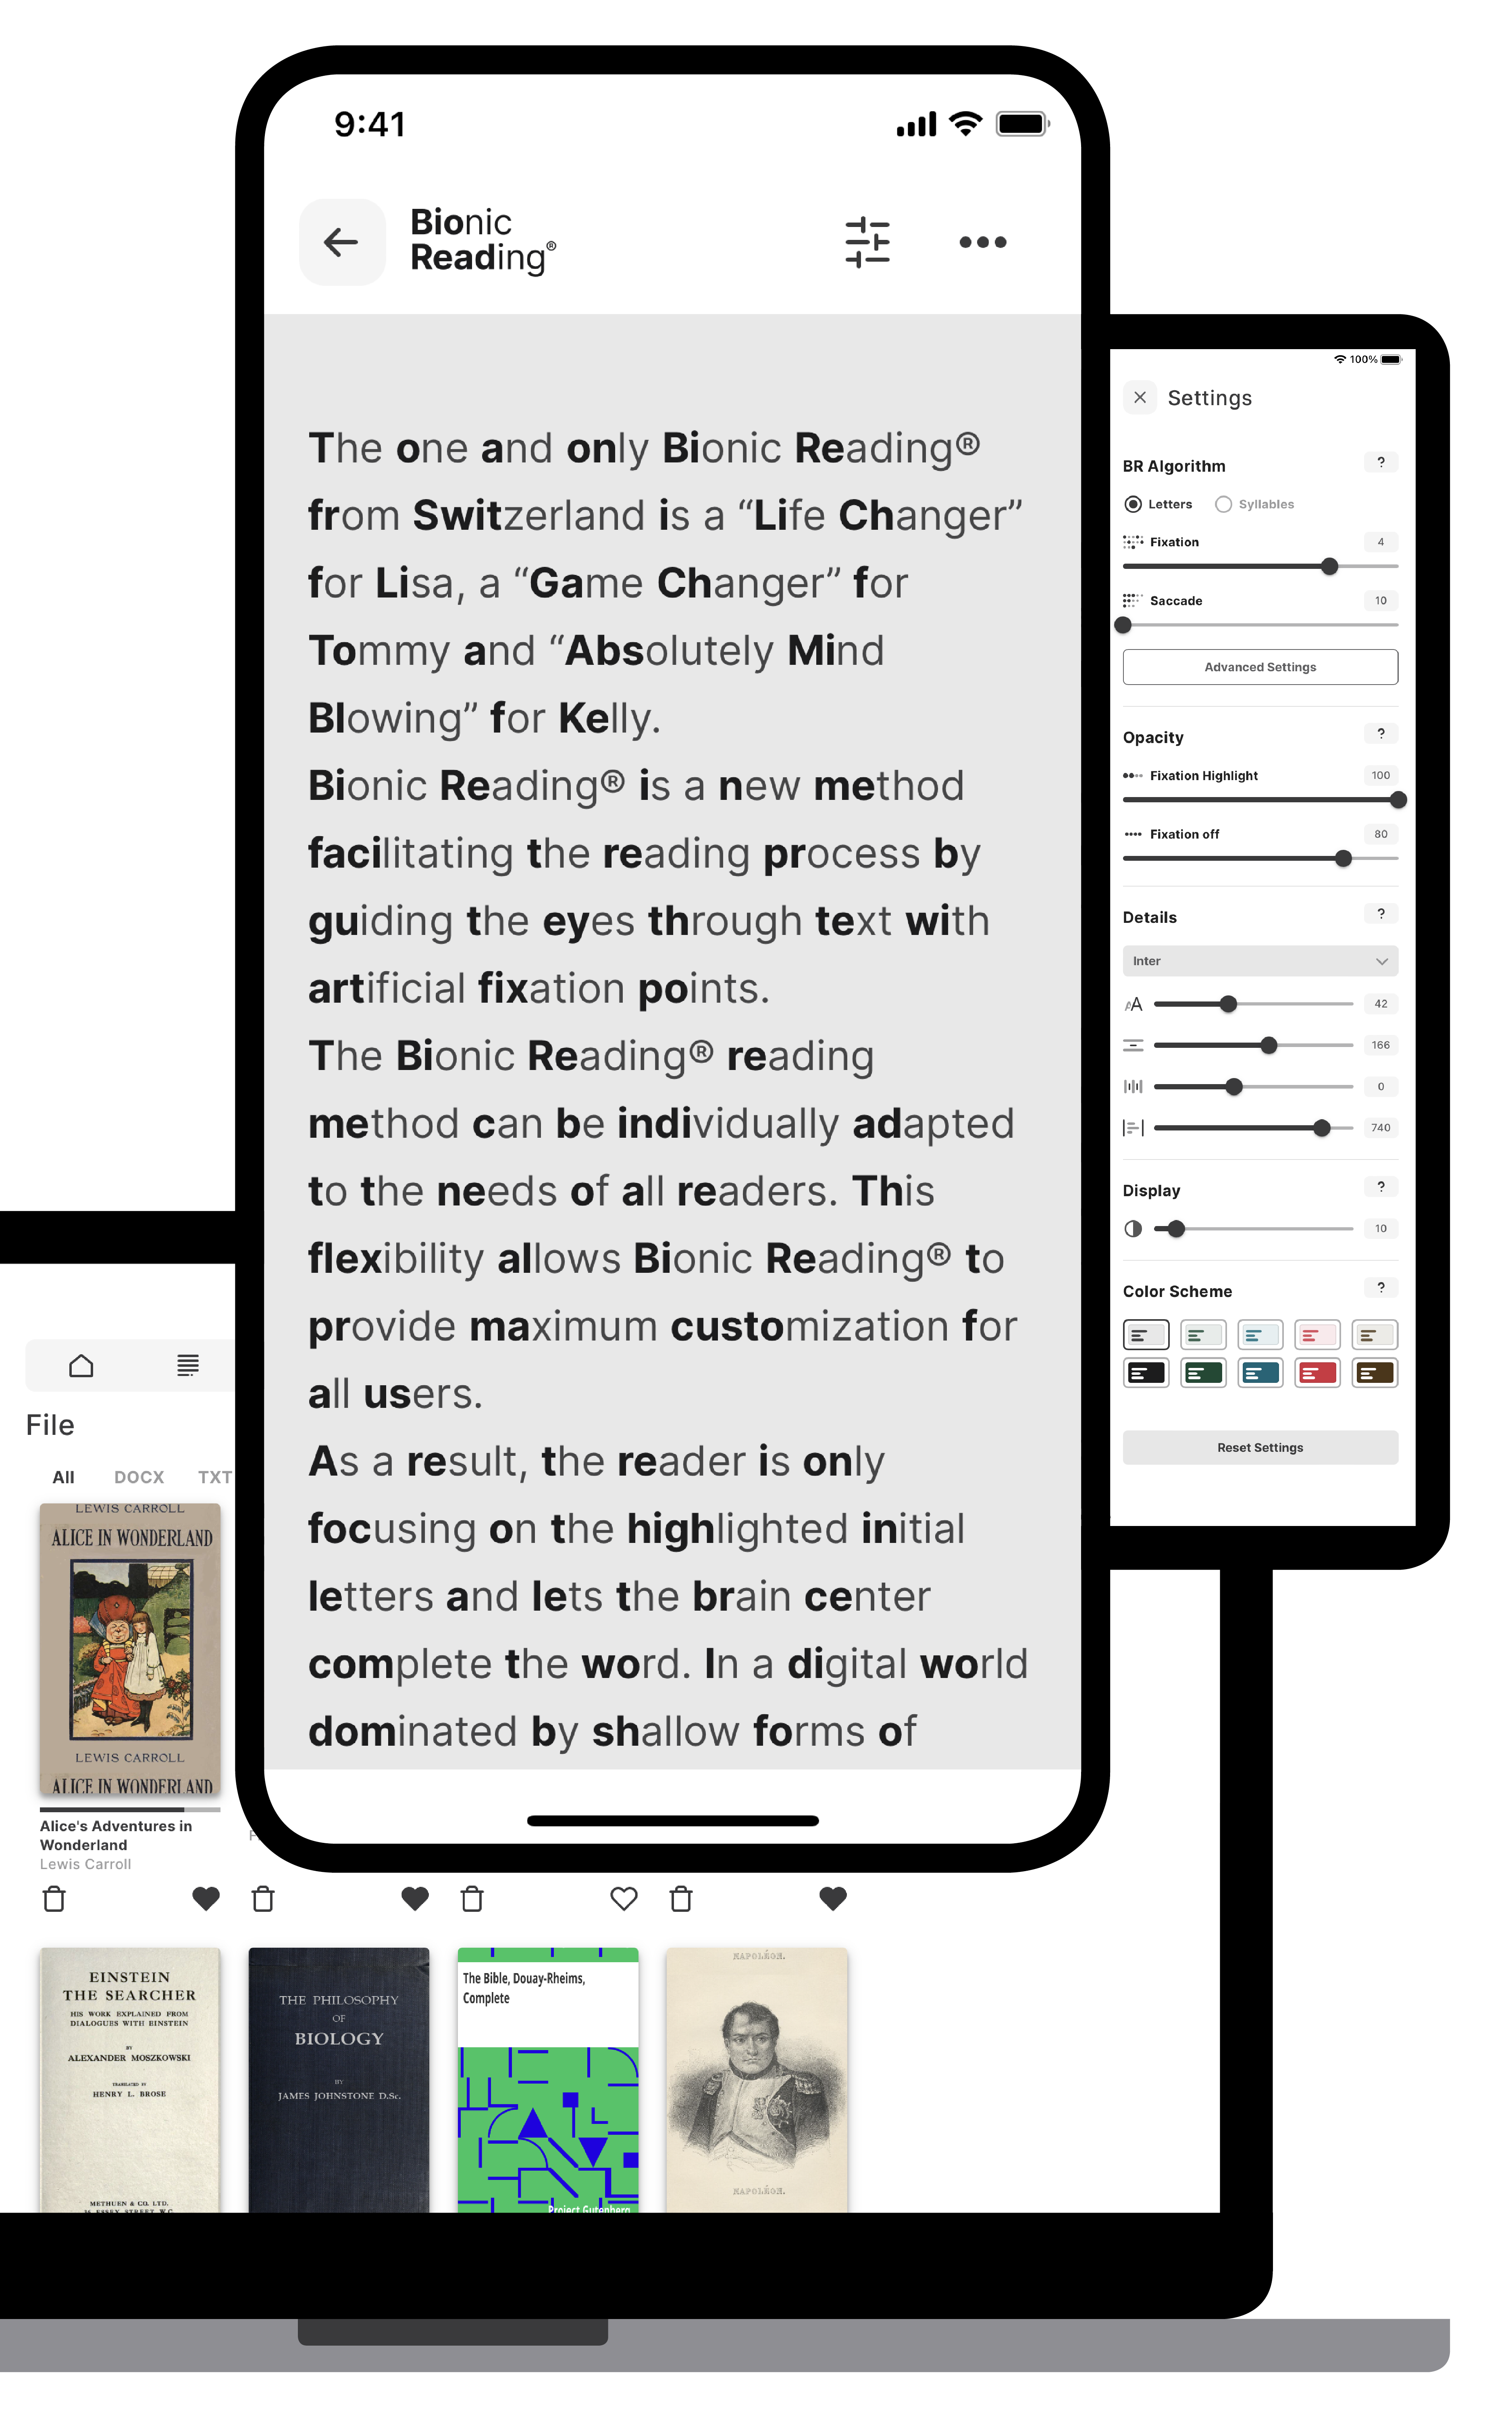 9:41
Bionic
Reading®
The one and only Bionic Reading®
from Switzerland is a “Life Changer”
for Lisa, a “Game Changer” for
Tommy and “Absolutely Mind
Blowing” for Kelly.
Bionic Reading® is a new method
facilitating the reading process by
guiding the eyes through text with
artificial fixation points.
The Bionic Reading® reading
method can be individually adapted
to the needs of all readers. This
flexibility allows Bionic Reading® to
provide maximum customization for
all users.
As a result, the reader is only
focusing on the highlighted initial
letters and lets the brain center
complete the word. In a digital world
dominated by shallow forms of
100%
Settings
BR Algorithm ?
Letters Syllables
Fixation 4
Saccade 10
Advanced Settings
Opacity ?
Fixation Highlight 100
Fixation off 80
Details ?
Inter
AA 42
166
0
740
Display ?
10
Color Scheme ?
Reset Settings
File
All DOCX TXT
LEWIS CARROLL
ALICE IN WONDERLAND
LEWIS CARROLL
ALICE IN WONDERLAND
Alice's Adventures in
Wonderland
Lewis Carroll
EINSTEIN
THE SEARCHER
HIS WORK EXPLAINED FROM
DIALOGUES WITH EINSTEIN
BY
ALEXANDER MOSZKOWSKI
TRANSLATED BY
HENRY L. BROSE
METHUEN & CO. LTD.
36 ESSEX STREET W.C.
THE PHILOSOPHY
OF
BIOLOGY
BY
JAMES JOHNSTONE D.Sc.
The Bible, Douay-Rheims,
Complete
Project Gutenberg
NAPOLÉON.
NAPOLÉON.